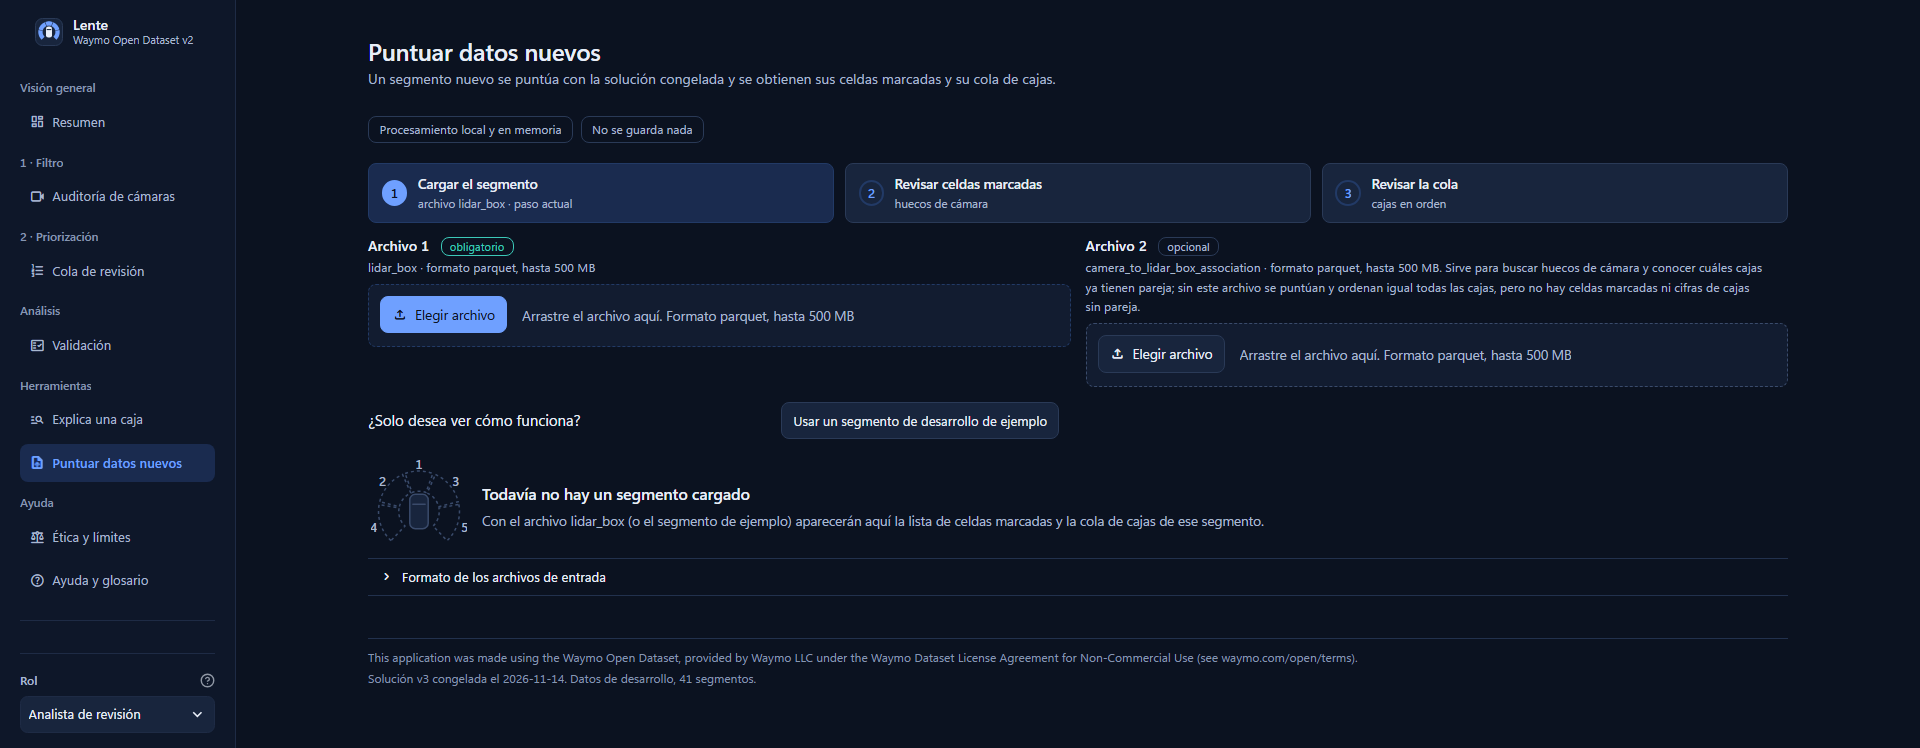 Lente
Waymo Open Dataset v2
Visión general
Resumen
1 · Filtro
Auditoría de cámaras
2 · Priorización
Cola de revisión
Análisis
Validación
Herramientas
Explica una caja
Puntuar datos nuevos
Ayuda
Ética y límites
Ayuda y glosario
Rol
Analista de revisión
Puntuar datos nuevos
Un segmento nuevo se puntúa con la solución congelada y se obtienen sus celdas marcadas y su cola de cajas.
Procesamiento local y en memoria
No se guarda nada
1
Cargar el segmento
archivo lidar_box · paso actual
2
Revisar celdas marcadas
huecos de cámara
3
Revisar la cola
cajas en orden
Archivo 1 obligatorio
lidar_box · formato parquet, hasta 500 MB
Elegir archivo
Arrastre el archivo aquí. Formato parquet, hasta 500 MB
Archivo 2 opcional
camera_to_lidar_box_association · formato parquet, hasta 500 MB. Sirve para buscar huecos de cámara y conocer cuáles cajas
ya tienen pareja; sin este archivo se puntúan y ordenan igual todas las cajas, pero no hay celdas marcadas ni cifras de cajas
sin pareja.
Elegir archivo
Arrastre el archivo aquí. Formato parquet, hasta 500 MB
¿Solo desea ver cómo funciona?
Usar un segmento de desarrollo de ejemplo
1
2
3
4
5
Todavía no hay un segmento cargado
Con el archivo lidar_box (o el segmento de ejemplo) aparecerán aquí la lista de celdas marcadas y la cola de cajas de ese segmento.
Formato de los archivos de entrada
This application was made using the Waymo Open Dataset, provided by Waymo LLC under the Waymo Dataset License Agreement for Non-Commercial Use (see waymo.com/open/terms).
Solución v3 congelada el 2026-11-14. Datos de desarrollo, 41 segmentos.